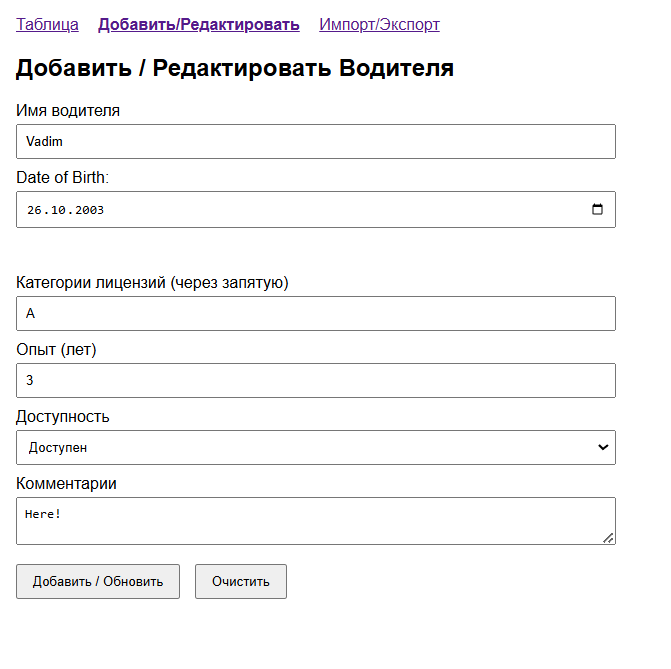 Таблица Добавить/Редактировать Импорт/Экспорт
Добавить / Редактировать Водителя
Имя водителя
Vadim
Date of Birth:
26.10.2003
Категории лицензий (через запятую)
A
Опыт (лет)
3
Доступность
Доступен
Комментарии
Here!
Добавить / Обновить Очистить